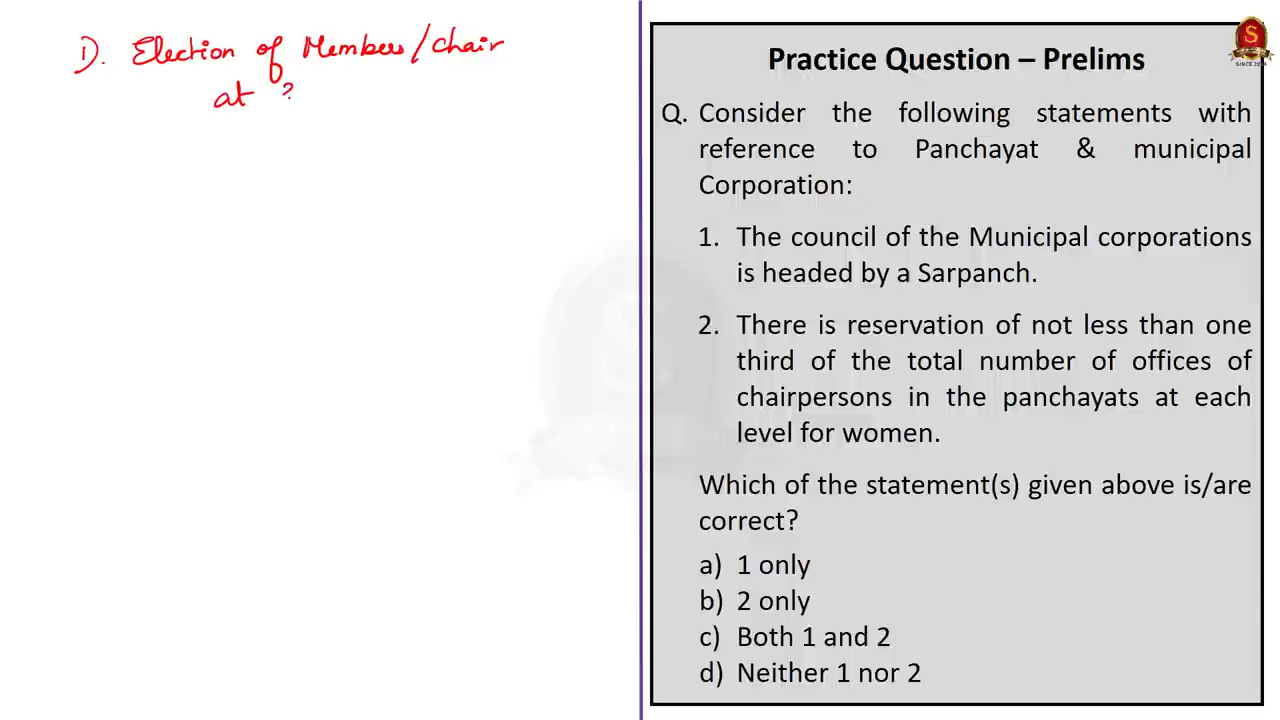 D. Election of Members/chair
at ?
Practice Question – Prelims
Q. Consider the following statements with
reference to Panchayat & municipal
Corporation:
1. The council of the Municipal corporations
is headed by a Sarpanch.
2. There is reservation of not less than one
third of the total number of offices of
chairpersons in the panchayats at each
level for women.
Which of the statement(s) given above is/are
correct?
a) 1 only
b) 2 only
c) Both 1 and 2
d) Neither 1 nor 2